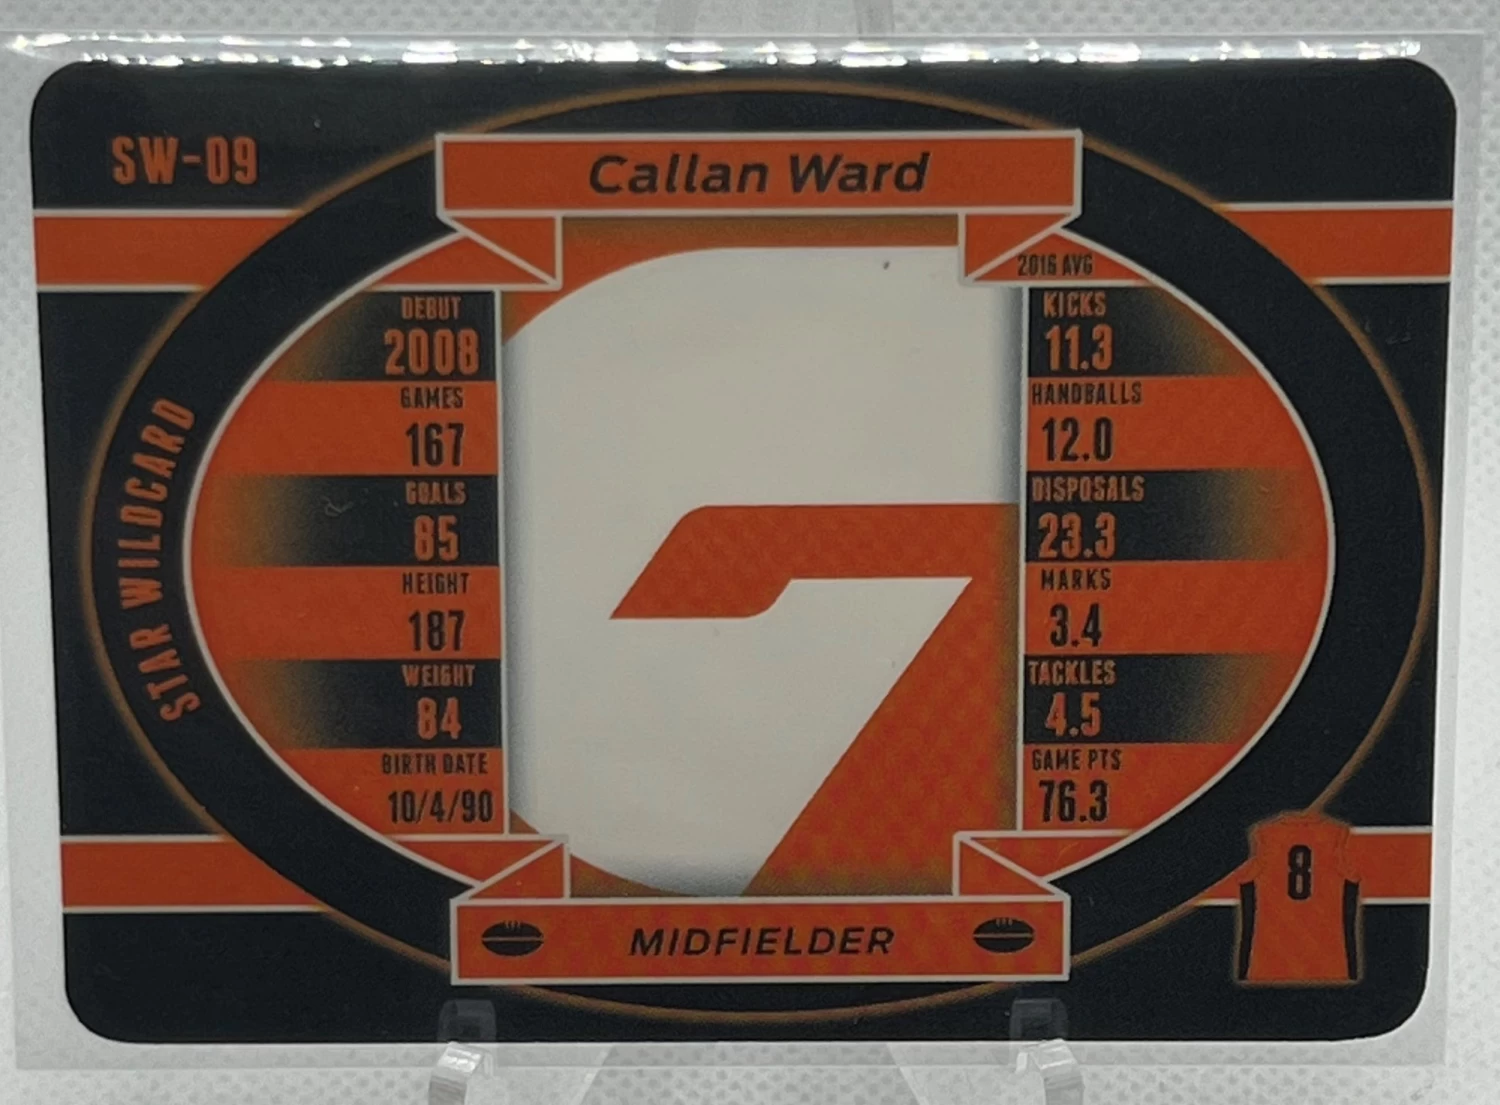 SW-09
Callan Ward
STAR WILDCARD
DEBUT
2008
GAMES
167
GOALS
85
HEIGHT
187
WEIGHT
84
BIRTH DATE
10/4/90
2016 AVG
KICKS
11.3
HANDBALLS
12.0
DISPOSALS
23.3
MARKS
3.4
TACKLES
4.5
GAME PTS
76.3
8
MIDFIELDER